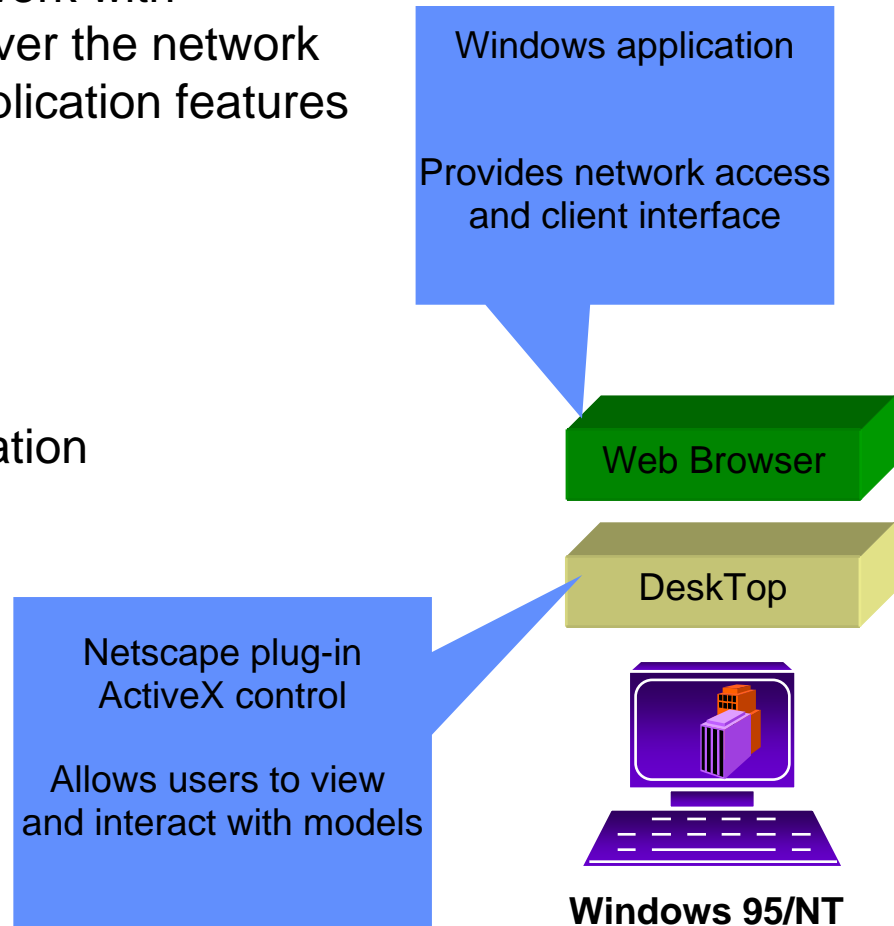 ver the network
plication features
ation
Windows application
Provides network access
and client interface
Web Browser
DeskTop
Netscape plug-in
ActiveX control
Allows users to view
and interact with models
Windows 95/NT